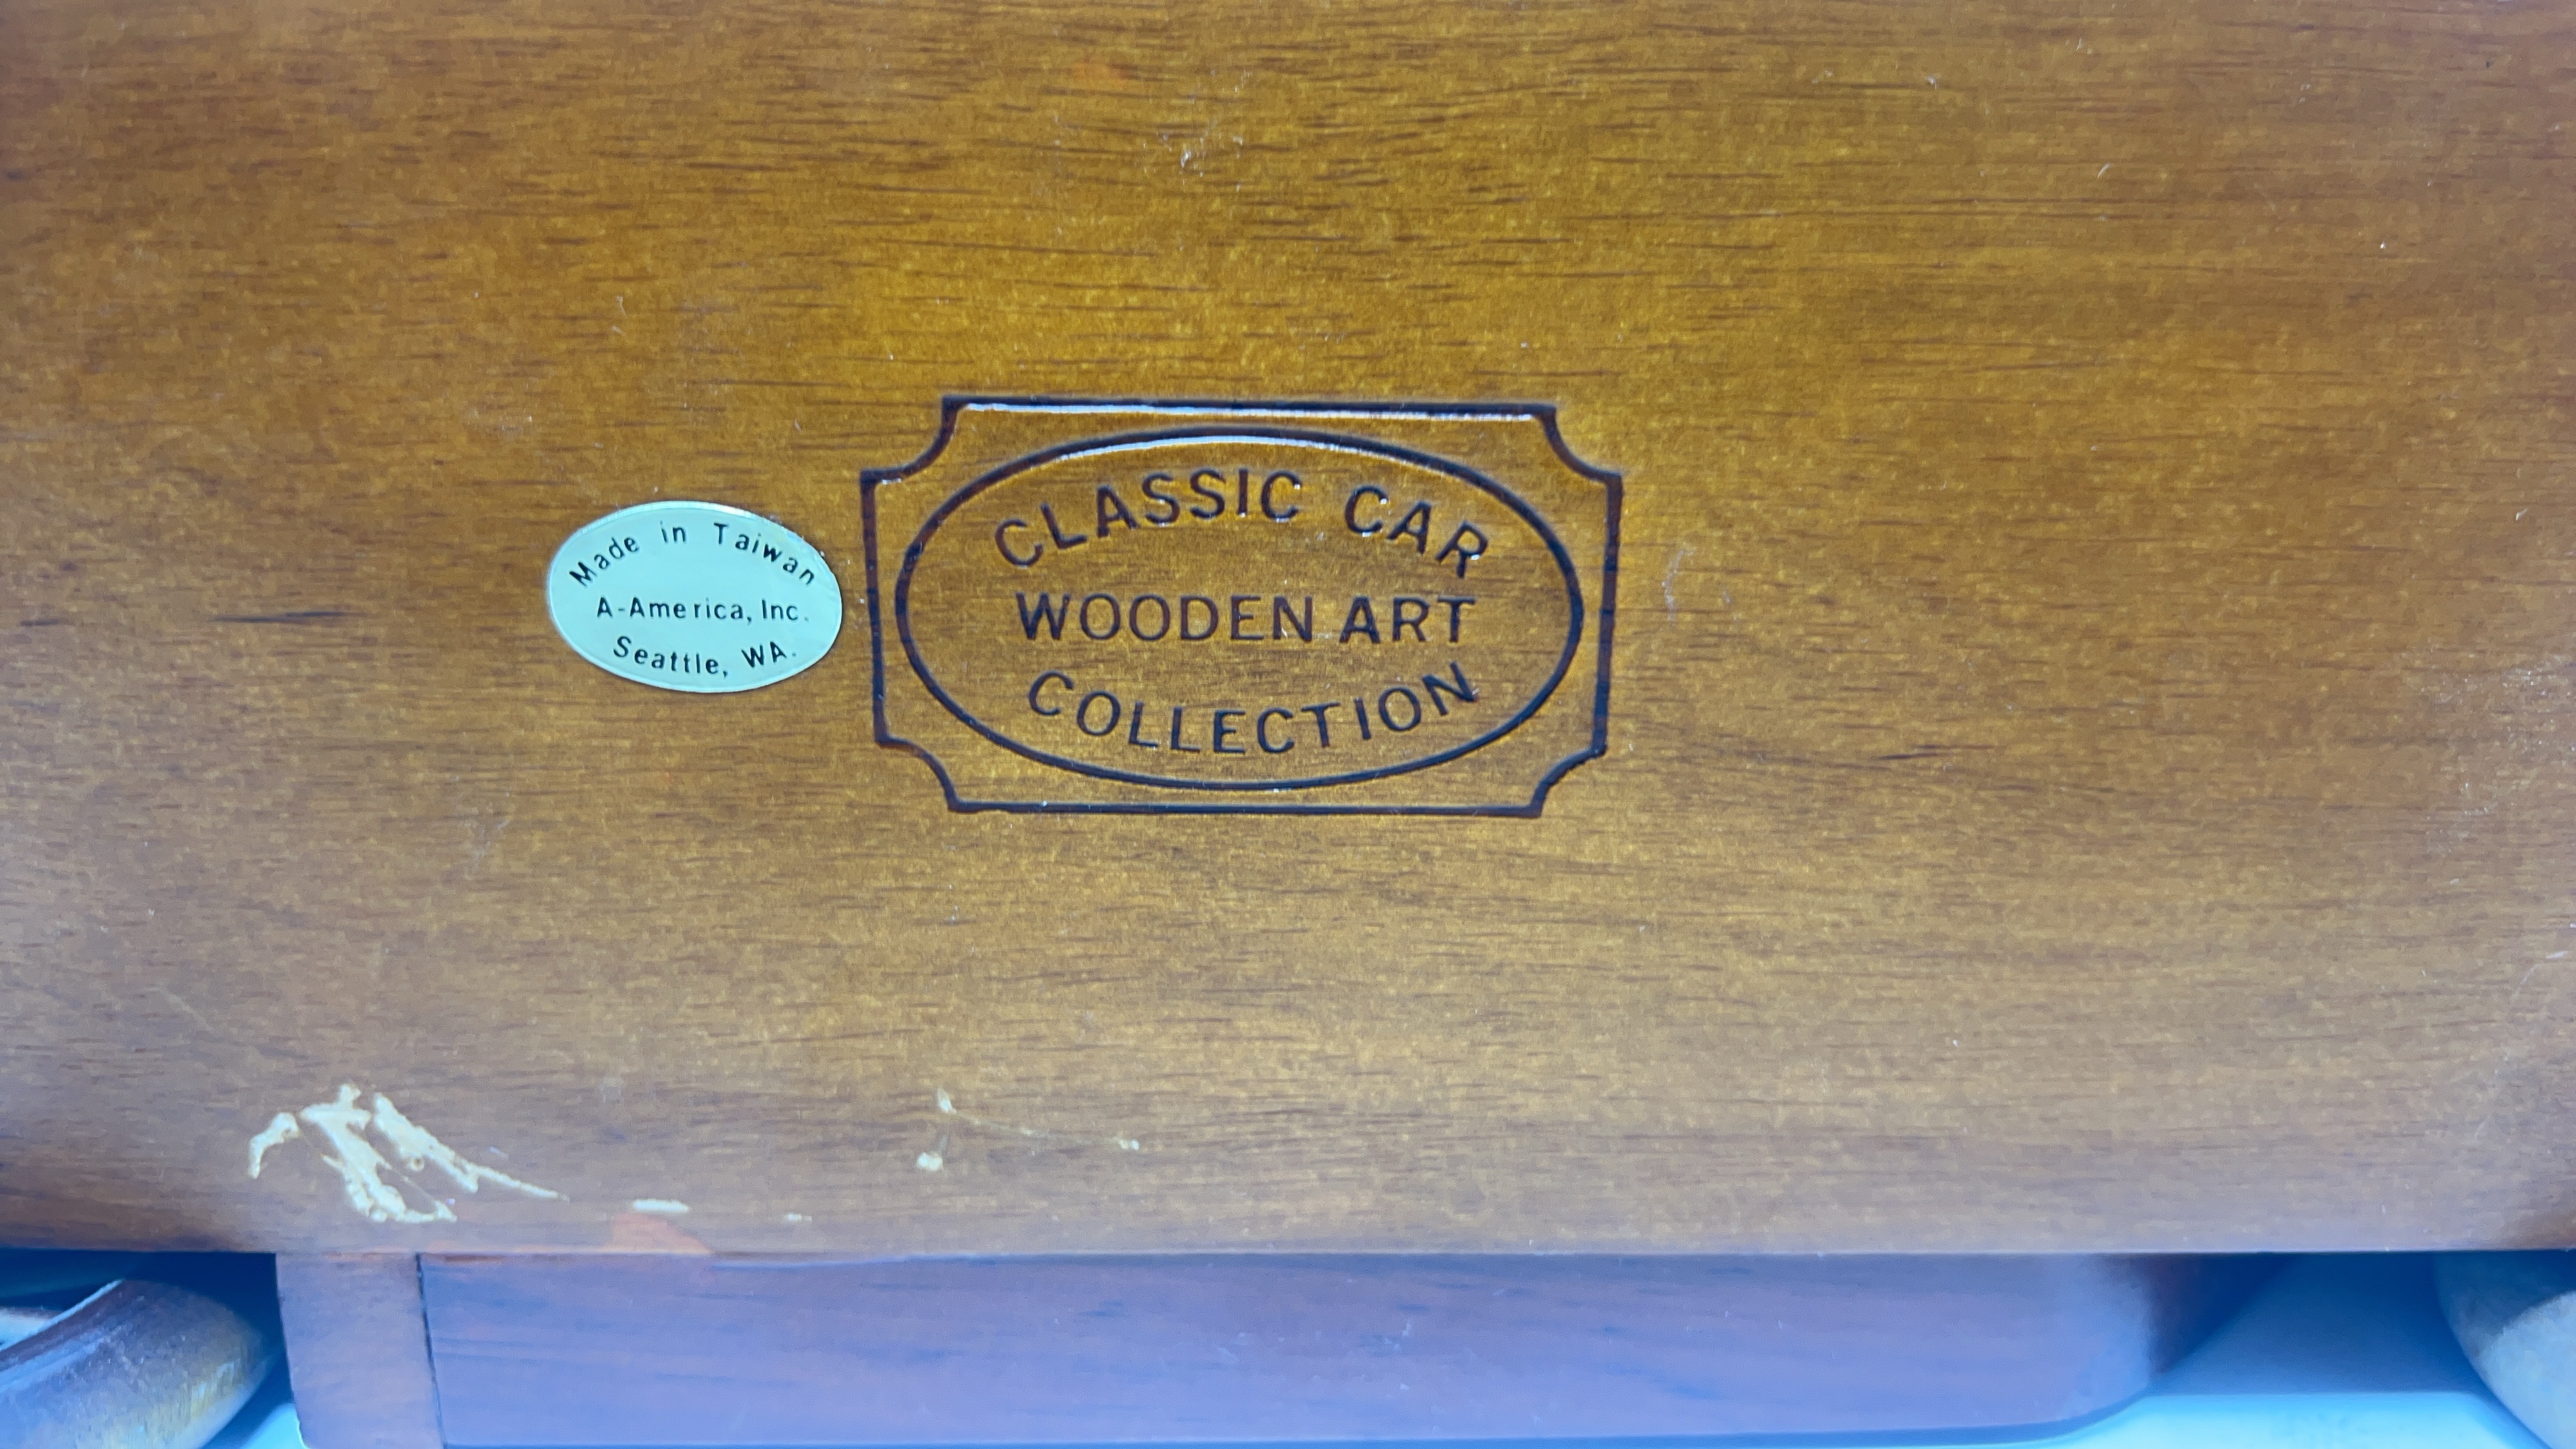 Made in Taiwan
A-America, Inc.
Seattle, WA.
CLASSIC CAR
WOODEN ART
COLLECTION